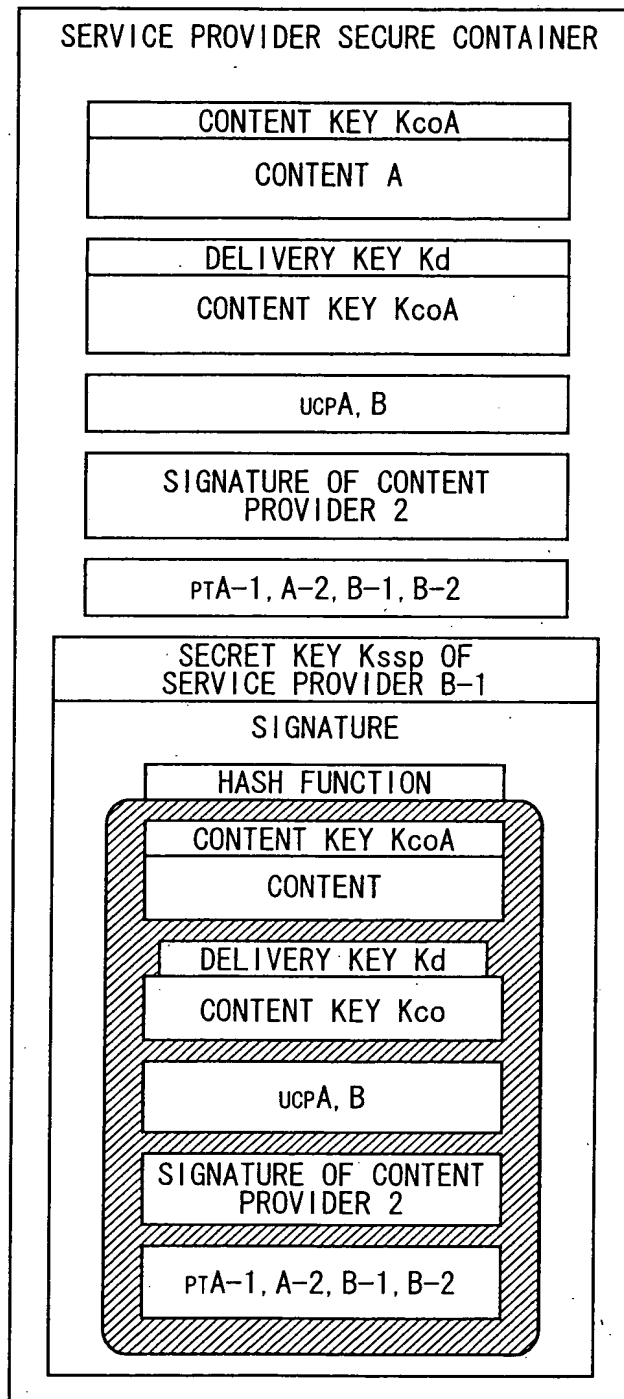 SERVICE PROVIDER SECURE CONTAINER
CONTENT KEY KcoA
CONTENT A
DELIVERY KEY Kd
CONTENT KEY KcoA
UCPA, B
SIGNATURE OF CONTENT
PROVIDER 2
PTA-1, A-2, B-1, B-2
SECRET KEY Kssp OF
SERVICE PROVIDER B-1
SIGNATURE
HASH FUNCTION
CONTENT KEY KcoA
CONTENT
DELIVERY KEY Kd
CONTENT KEY Kco
UCPA, B
SIGNATURE OF CONTENT
PROVIDER 2
PTA-1, A-2, B-1, B-2